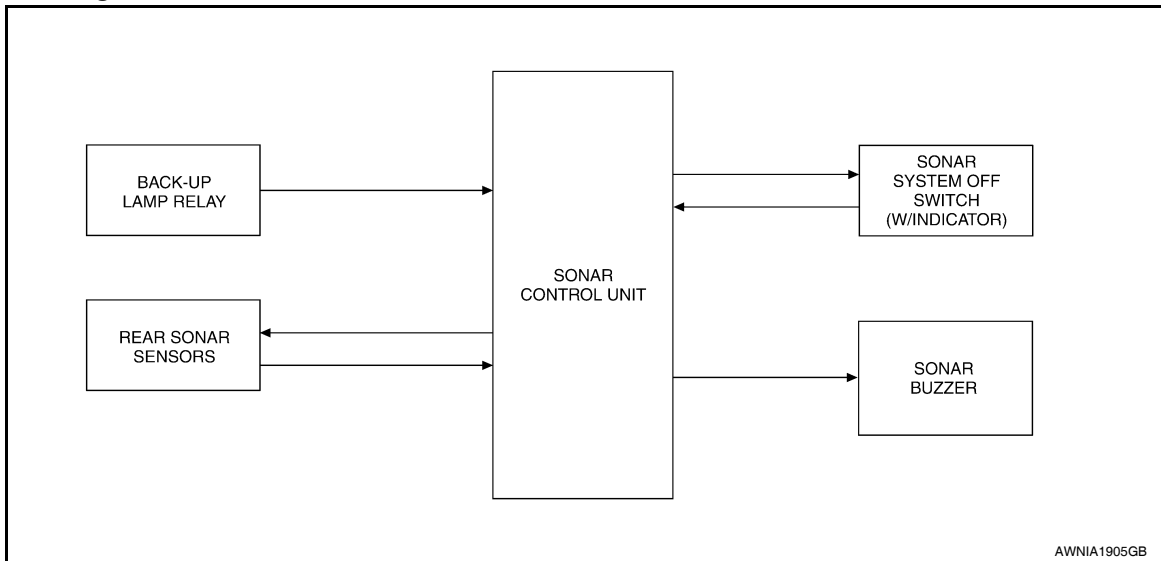 BACK-UP
LAMP RELAY
REAR SONAR
SENSORS
SONAR
CONTROL UNIT
SONAR
SYSTEM OFF
SWITCH
(W/INDICATOR)
SONAR
BUZZER
AWNIA1905GB